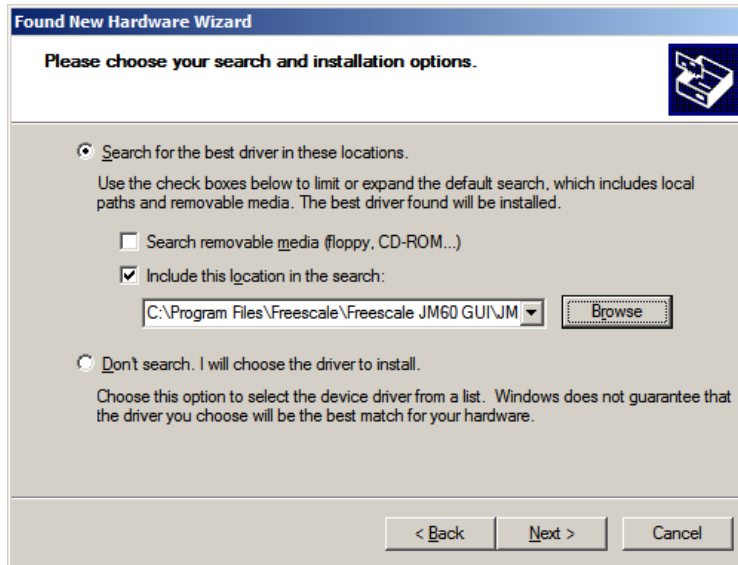 Found New Hardware Wizard
Please choose your search and installation options.
Search for the best driver in these locations.
Use the check boxes below to limit or expand the default search, which includes local
paths and removable media. The best driver found will be installed.
Search removable media (floppy, CD-ROM...)
Include this location in the search:
C:\Program Files\Freescale\Freescale JM60 GUI\JM
Browse
Don't search. I will choose the driver to install.
Choose this option to select the device driver from a list. Windows does not guarantee that
the driver you choose will be the best match for your hardware.
< Back Next > Cancel